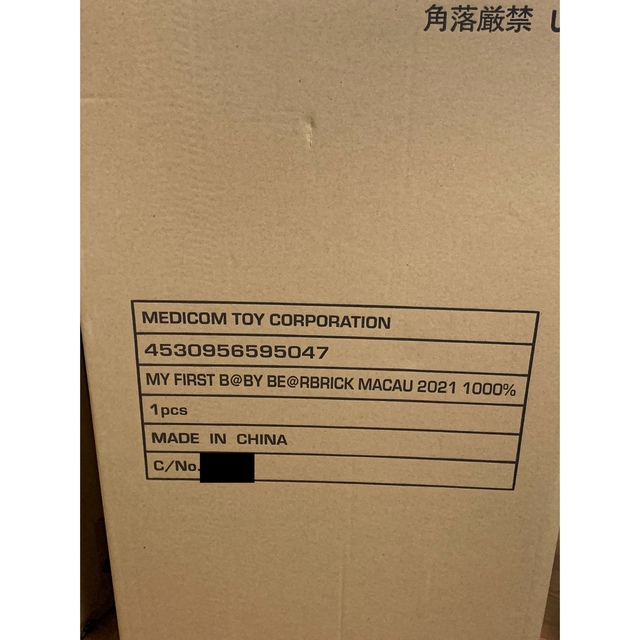 角落厳禁
MEDICOM TOY CORPORATION
4530956595047
MY FIRST B@BY BE@RBRICK MACAU 2021 1000%
1pcs
MADE IN CHINA
C/No.